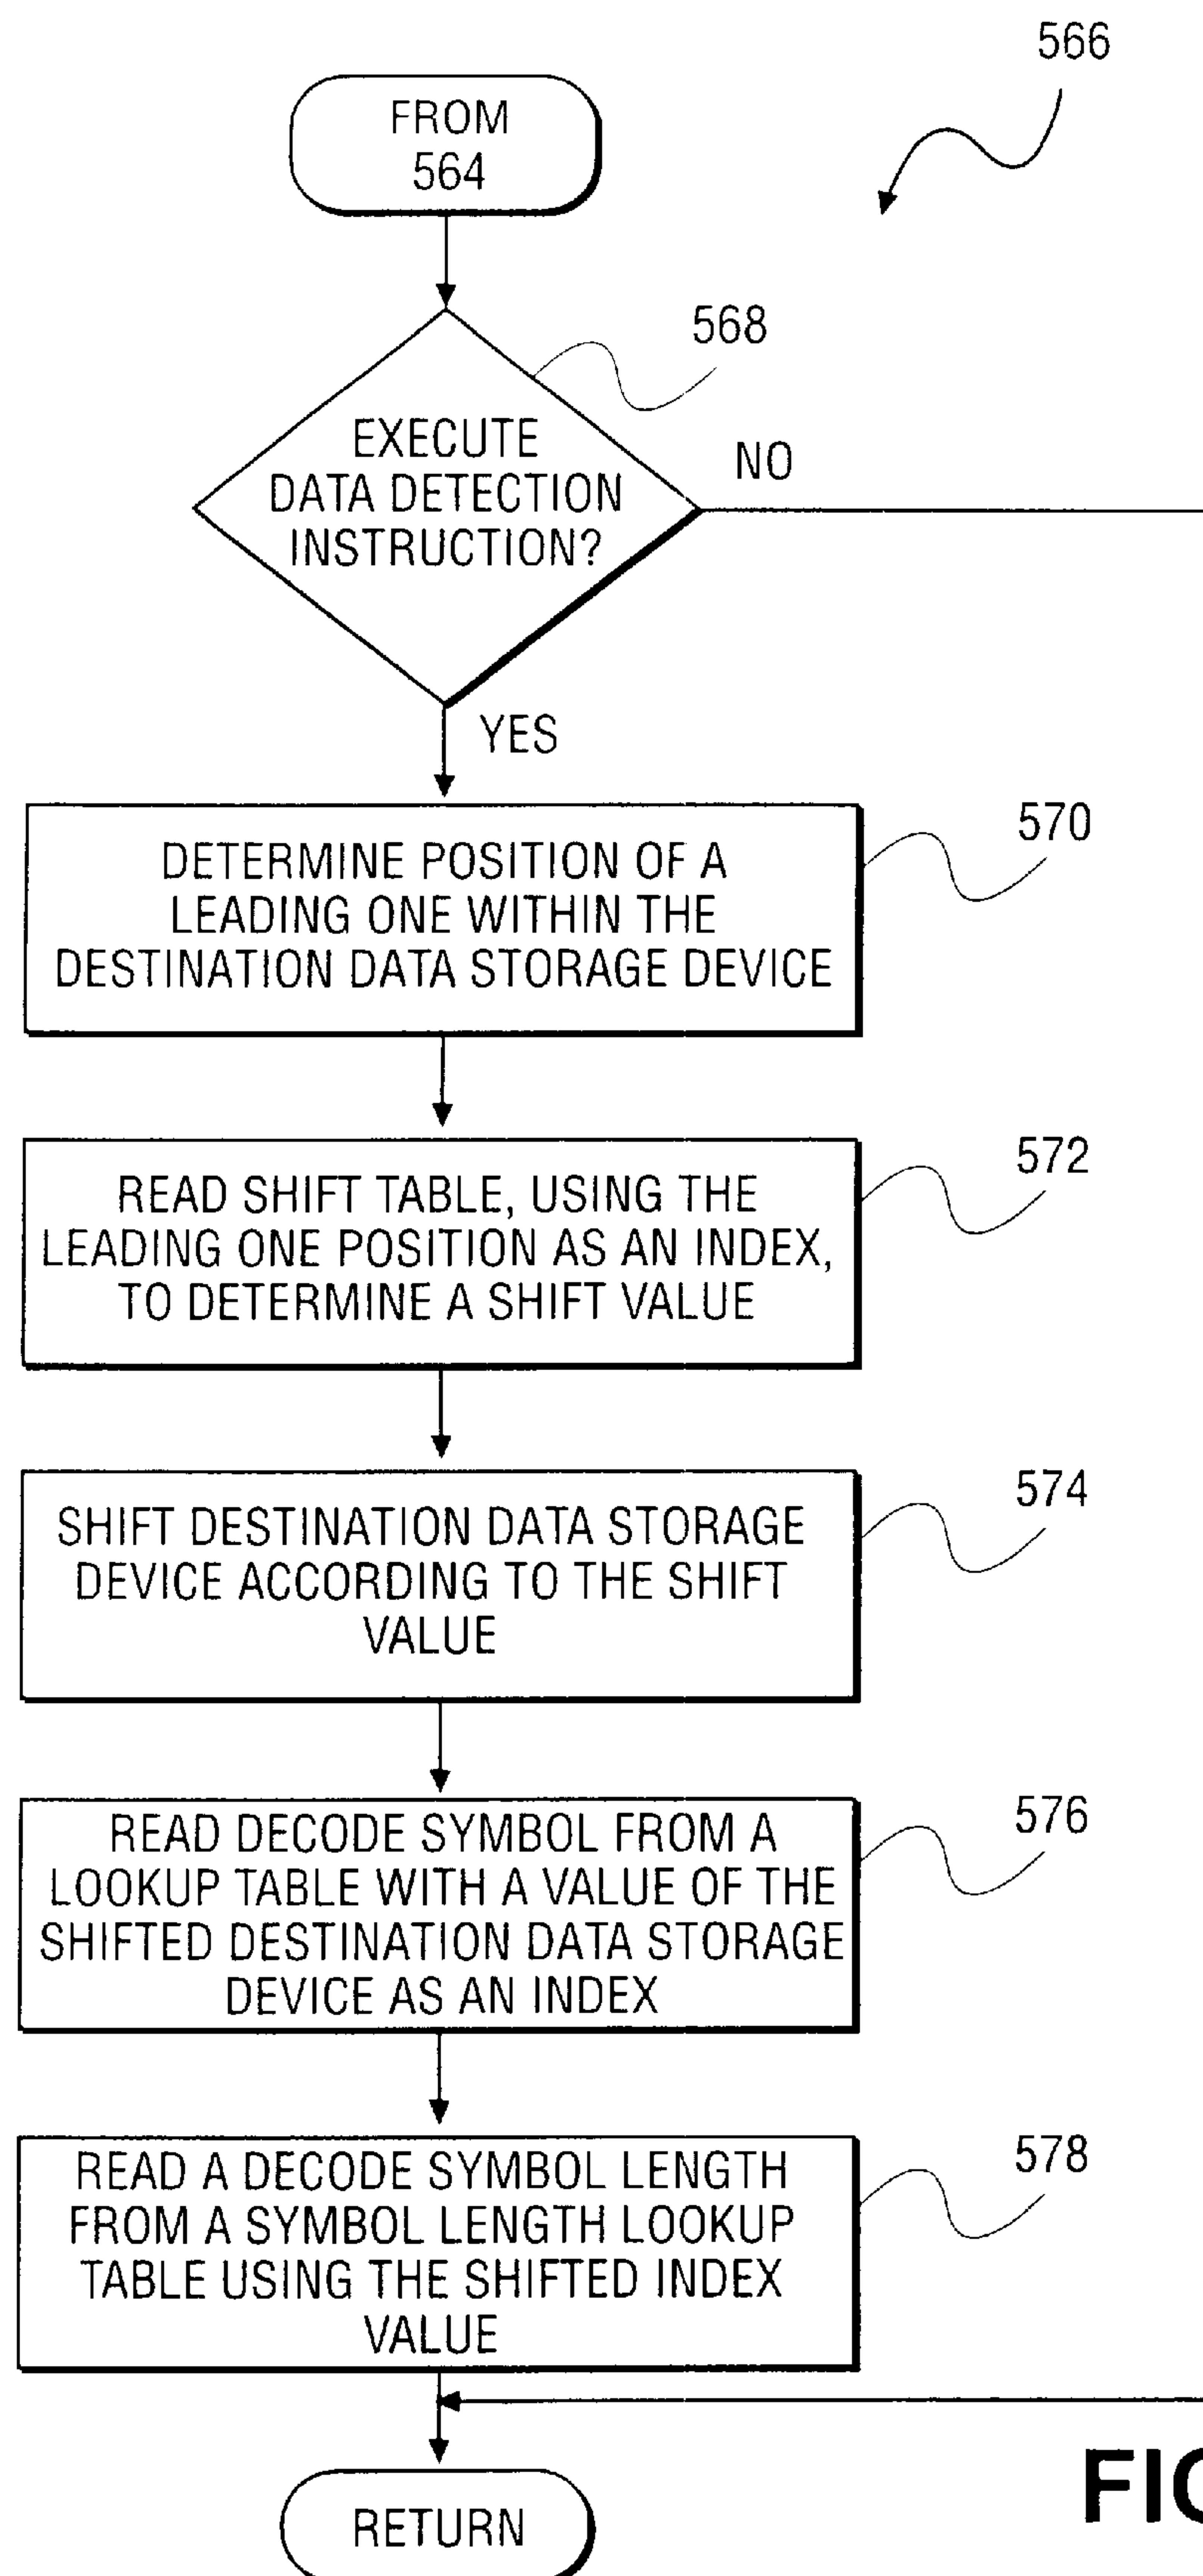 566
FROM
564
568
EXECUTE
DATA DETECTION
INSTRUCTION?
NO
YES
570
DETERMINE POSITION OF A
LEADING ONE WITHIN THE
DESTINATION DATA STORAGE DEVICE
572
READ SHIFT TABLE, USING THE
LEADING ONE POSITION AS AN INDEX,
TO DETERMINE A SHIFT VALUE
574
SHIFT DESTINATION DATA STORAGE
DEVICE ACCORDING TO THE SHIFT
VALUE
576
READ DECODE SYMBOL FROM A
LOOKUP TABLE WITH A VALUE OF THE
SHIFTED DESTINATION DATA STORAGE
DEVICE AS AN INDEX
578
READ A DECODE SYMBOL LENGTH
FROM A SYMBOL LENGTH LOOKUP
TABLE USING THE SHIFTED INDEX
VALUE
RETURN